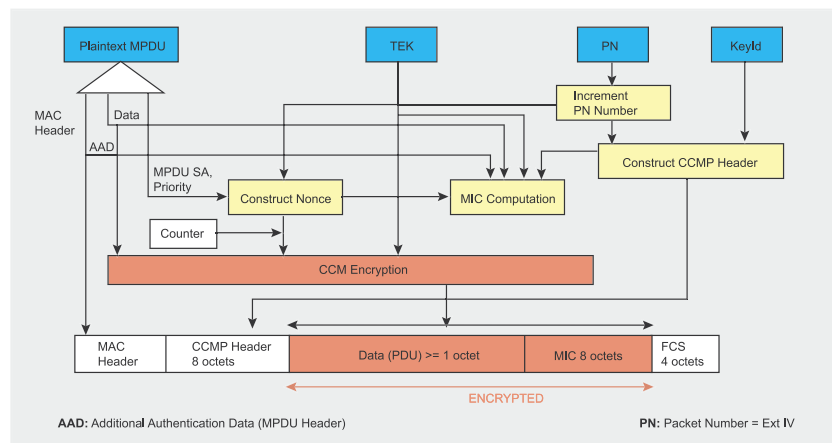 Plaintext MPDU
TEK
PN
KeyId
MAC
Header
Data
Increment
PN Number
AAD
Construct CCMP Header
MPDU SA,
Priority
Construct Nonce
MIC Computation
Counter
CCM Encryption
MAC
Header
CCMP Header
8 octets
Data (PDU) >= 1 octet
MIC 8 octets
FCS
4 octets
ENCRYPTED
AAD: Additional Authentication Data (MPDU Header)
PN: Packet Number = Ext IV